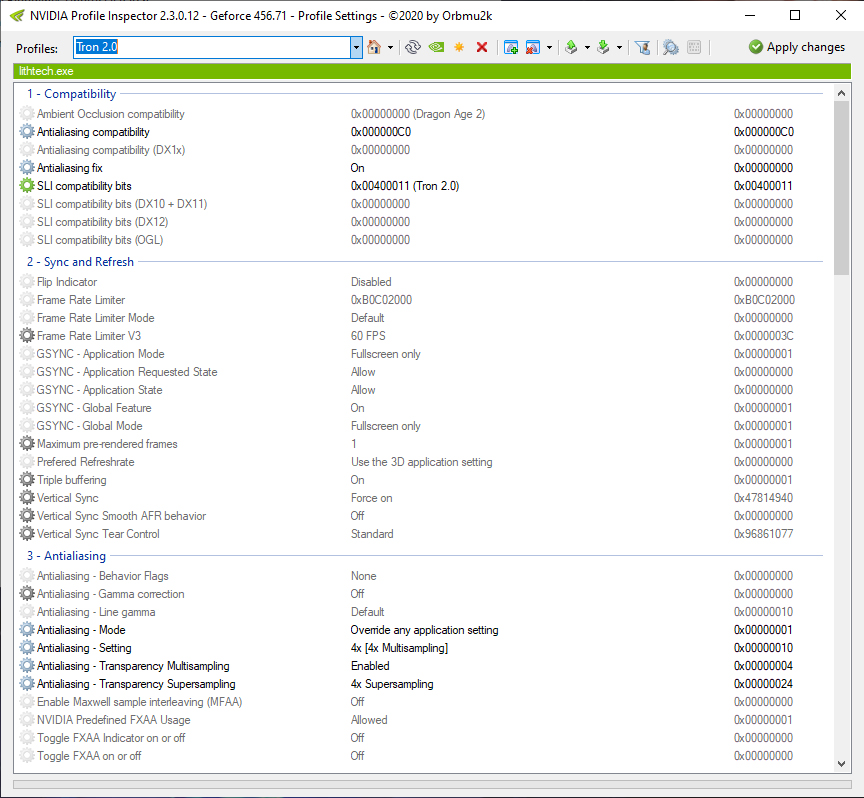 NVIDIA Profile Inspector 2.3.0.12 - Geforce 456.71 - Profile Settings - ©2020 by Orbmu2k
Profiles: Tron 2.0 Apply changes
lithtech.exe
1 - Compatibility
Ambient Occlusion compatibility 0x00000000 (Dragon Age 2) 0x00000000
Antialiasing compatibility 0x000000C0 0x000000C0
Antialiasing compatibility (DX1x) 0x00000000 0x00000000
Antialiasing fix On 0x00000000
SLI compatibility bits 0x00400011 (Tron 2.0) 0x00400011
SLI compatibility bits (DX10 + DX11) 0x00000000 0x00000000
SLI compatibility bits (DX12) 0x00000000 0x00000000
SLI compatibility bits (OGL) 0x00000000 0x00000000
2 - Sync and Refresh
Flip Indicator Disabled 0x00000000
Frame Rate Limiter 0xB0C02000 0xB0C02000
Frame Rate Limiter Mode Default 0x00000000
Frame Rate Limiter V3 60 FPS 0x0000003C
GSYNC - Application Mode Fullscreen only 0x00000001
GSYNC - Application Requested State Allow 0x00000000
GSYNC - Application State Allow 0x00000000
GSYNC - Global Feature On 0x00000001
GSYNC - Global Mode Fullscreen only 0x00000001
Maximum pre-rendered frames 1 0x00000001
Prefered Refreshrate Use the 3D application setting 0x00000000
Triple buffering On 0x00000001
Vertical Sync Force on 0x47814940
Vertical Sync Smooth AFR behavior Off 0x00000000
Vertical Sync Tear Control Standard 0x96861077
3 - Antialiasing
Antialiasing - Behavior Flags None 0x00000000
Antialiasing - Gamma correction Off 0x00000000
Antialiasing - Line gamma Default 0x00000010
Antialiasing - Mode Override any application setting 0x00000001
Antialiasing - Setting 4x [4x Multisampling] 0x00000010
Antialiasing - Transparency Multisampling Enabled 0x00000004
Antialiasing - Transparency Supersampling 4x Supersampling 0x00000024
Enable Maxwell sample interleaving (MFAA) Off 0x00000000
NVIDIA Predefined FXAA Usage Allowed 0x00000001
Toggle FXAA Indicator on or off Off 0x00000000
Toggle FXAA on or off Off 0x00000000